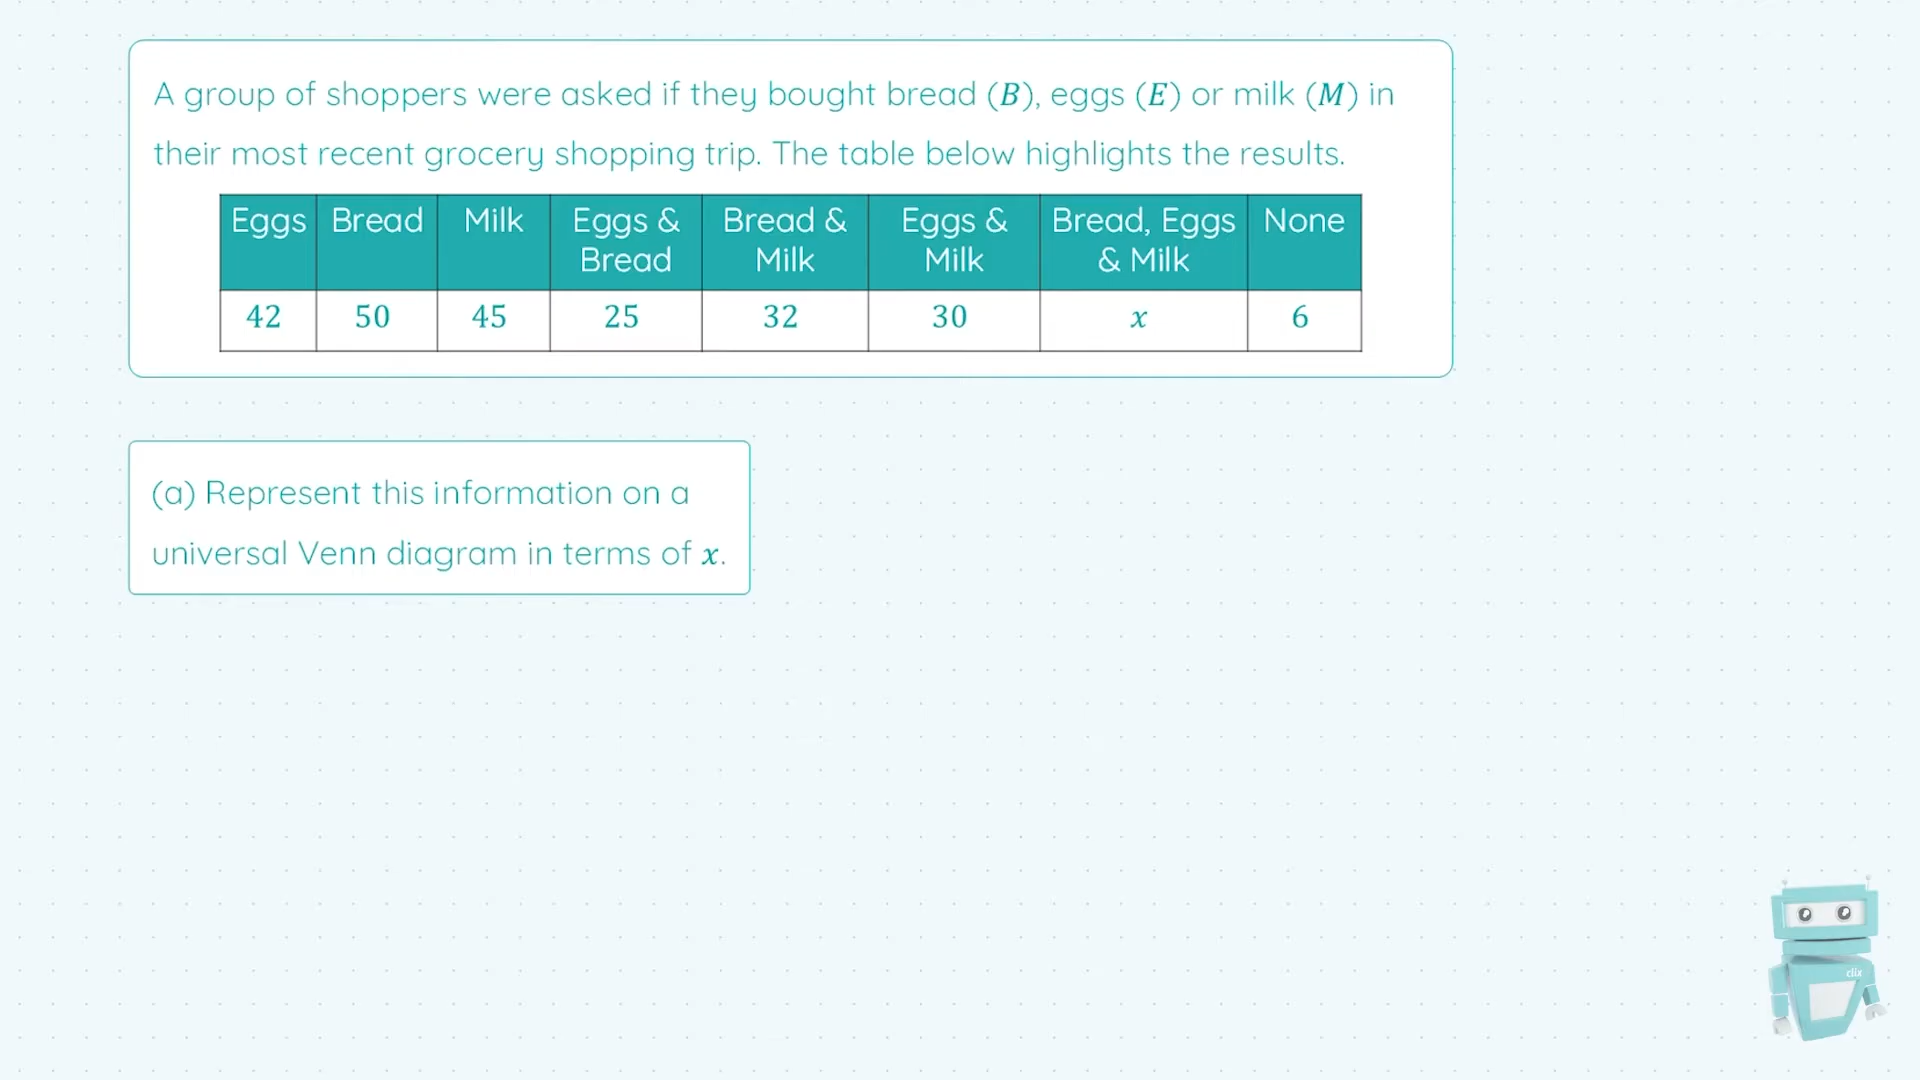 A group of shoppers were asked if they bought bread (B), eggs (E) or milk (M) in
their most recent grocery shopping trip. The table below highlights the results.
Eggs Bread Milk Eggs & Bread Bread & Milk Eggs & Milk Bread, Eggs & Milk None
42 50 45 25 32 30 x 6
(a) Represent this information on a
universal Venn diagram in terms of x.
clix